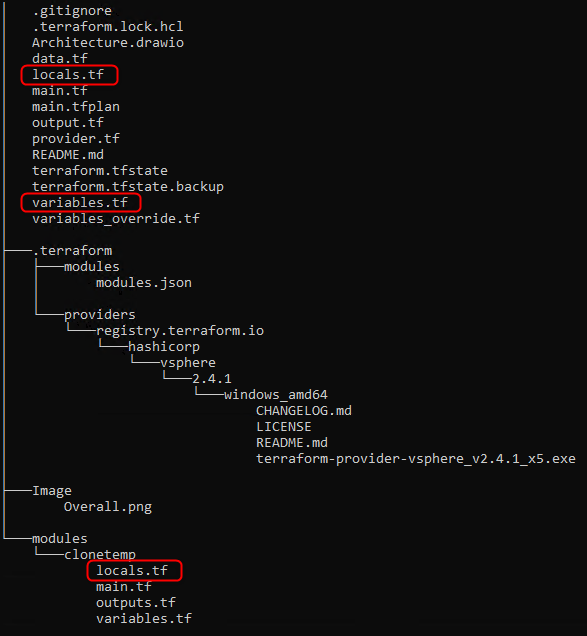 .gitignore
.terraform.lock.hcl
Architecture.drawio
data.tf
locals.tf
main.tf
main.tfplan
output.tf
provider.tf
README.md
terraform.tfstate
terraform.tfstate.backup
variables.tf
variables_override.tf
.terraform
modules
modules.json
providers
registry.terraform.io
hashicorp
vsphere
2.4.1
windows_amd64
CHANGELOG.md
LICENSE
README.md
terraform-provider-vsphere_v2.4.1_x5.exe
Image
Overall.png
modules
clonetemp
locals.tf
main.tf
outputs.tf
variables.tf